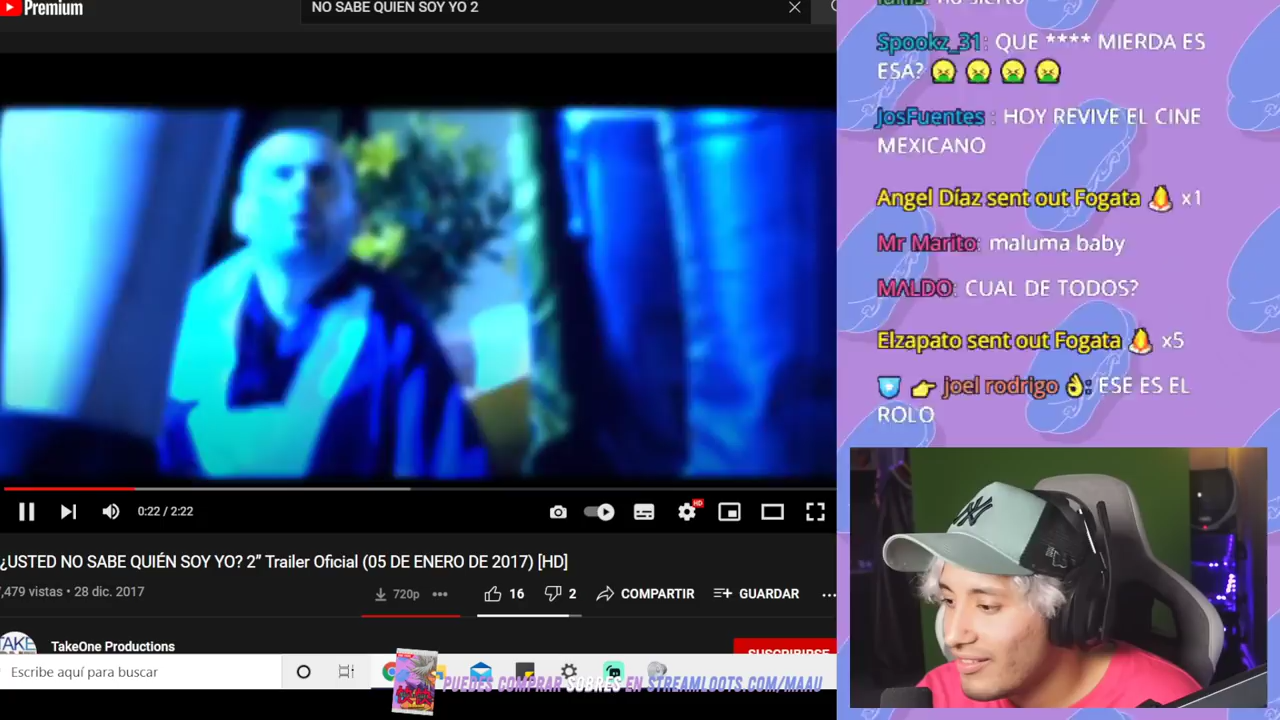 Premium
NO SABE QUIEN SOY YO 2
0:22 / 2:22
HD
¿USTED NO SABE QUIÉN SOY YO? 2” Trailer Oficial (05 DE ENERO DE 2017) [HD]
,479 vistas • 28 dic. 2017
720p
16
2
COMPARTIR
GUARDAR
TAKE
TakeOne Productions
SUSCRIBIRSE
Escribe aquí para buscar
PUEDES COMPRAR SOBRES EN STREAMLOOTS.COM/MAAU
Spookz_31: QUE **** MIERDA ES
ESA?
JosFuentes : HOY REVIVE EL CINE
MEXICANO
Angel Díaz sent out Fogata x1
Mr Marito: maluma baby
MALDO: CUAL DE TODOS?
Elzapato sent out Fogata x5
joel rodrigo : ESE ES EL
ROLO